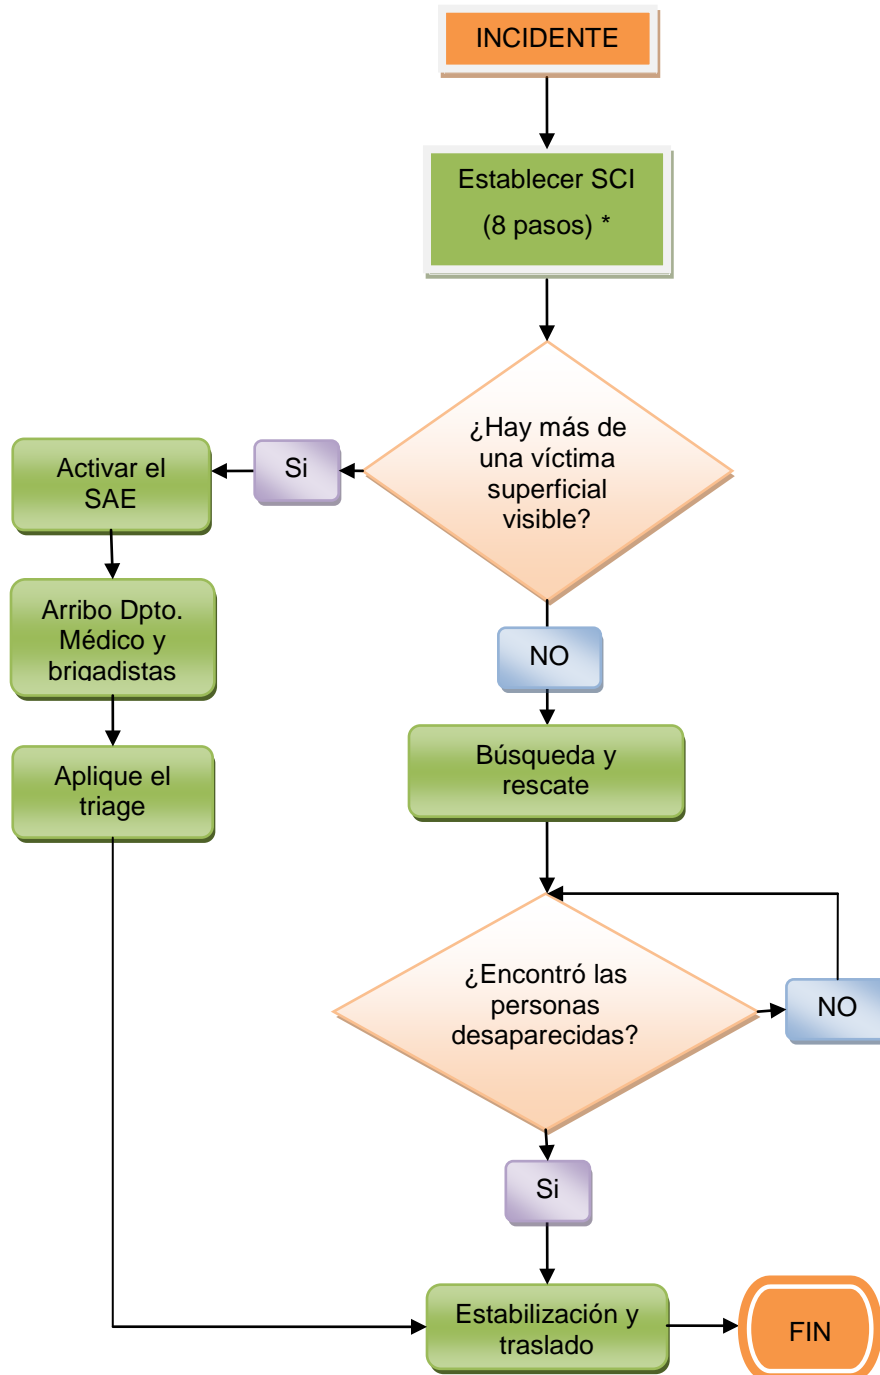 INCIDENTE
Establecer SCI
(8 pasos) *
¿Hay más de
una víctima
superficial
visible?
Si
Activar el
SAE
Arribo Dpto.
Médico y
brigadistas
Aplique el
triage
NO
Búsqueda y
rescate
¿Encontró las
personas
desaparecidas?
NO
Si
Estabilización y
traslado
FIN